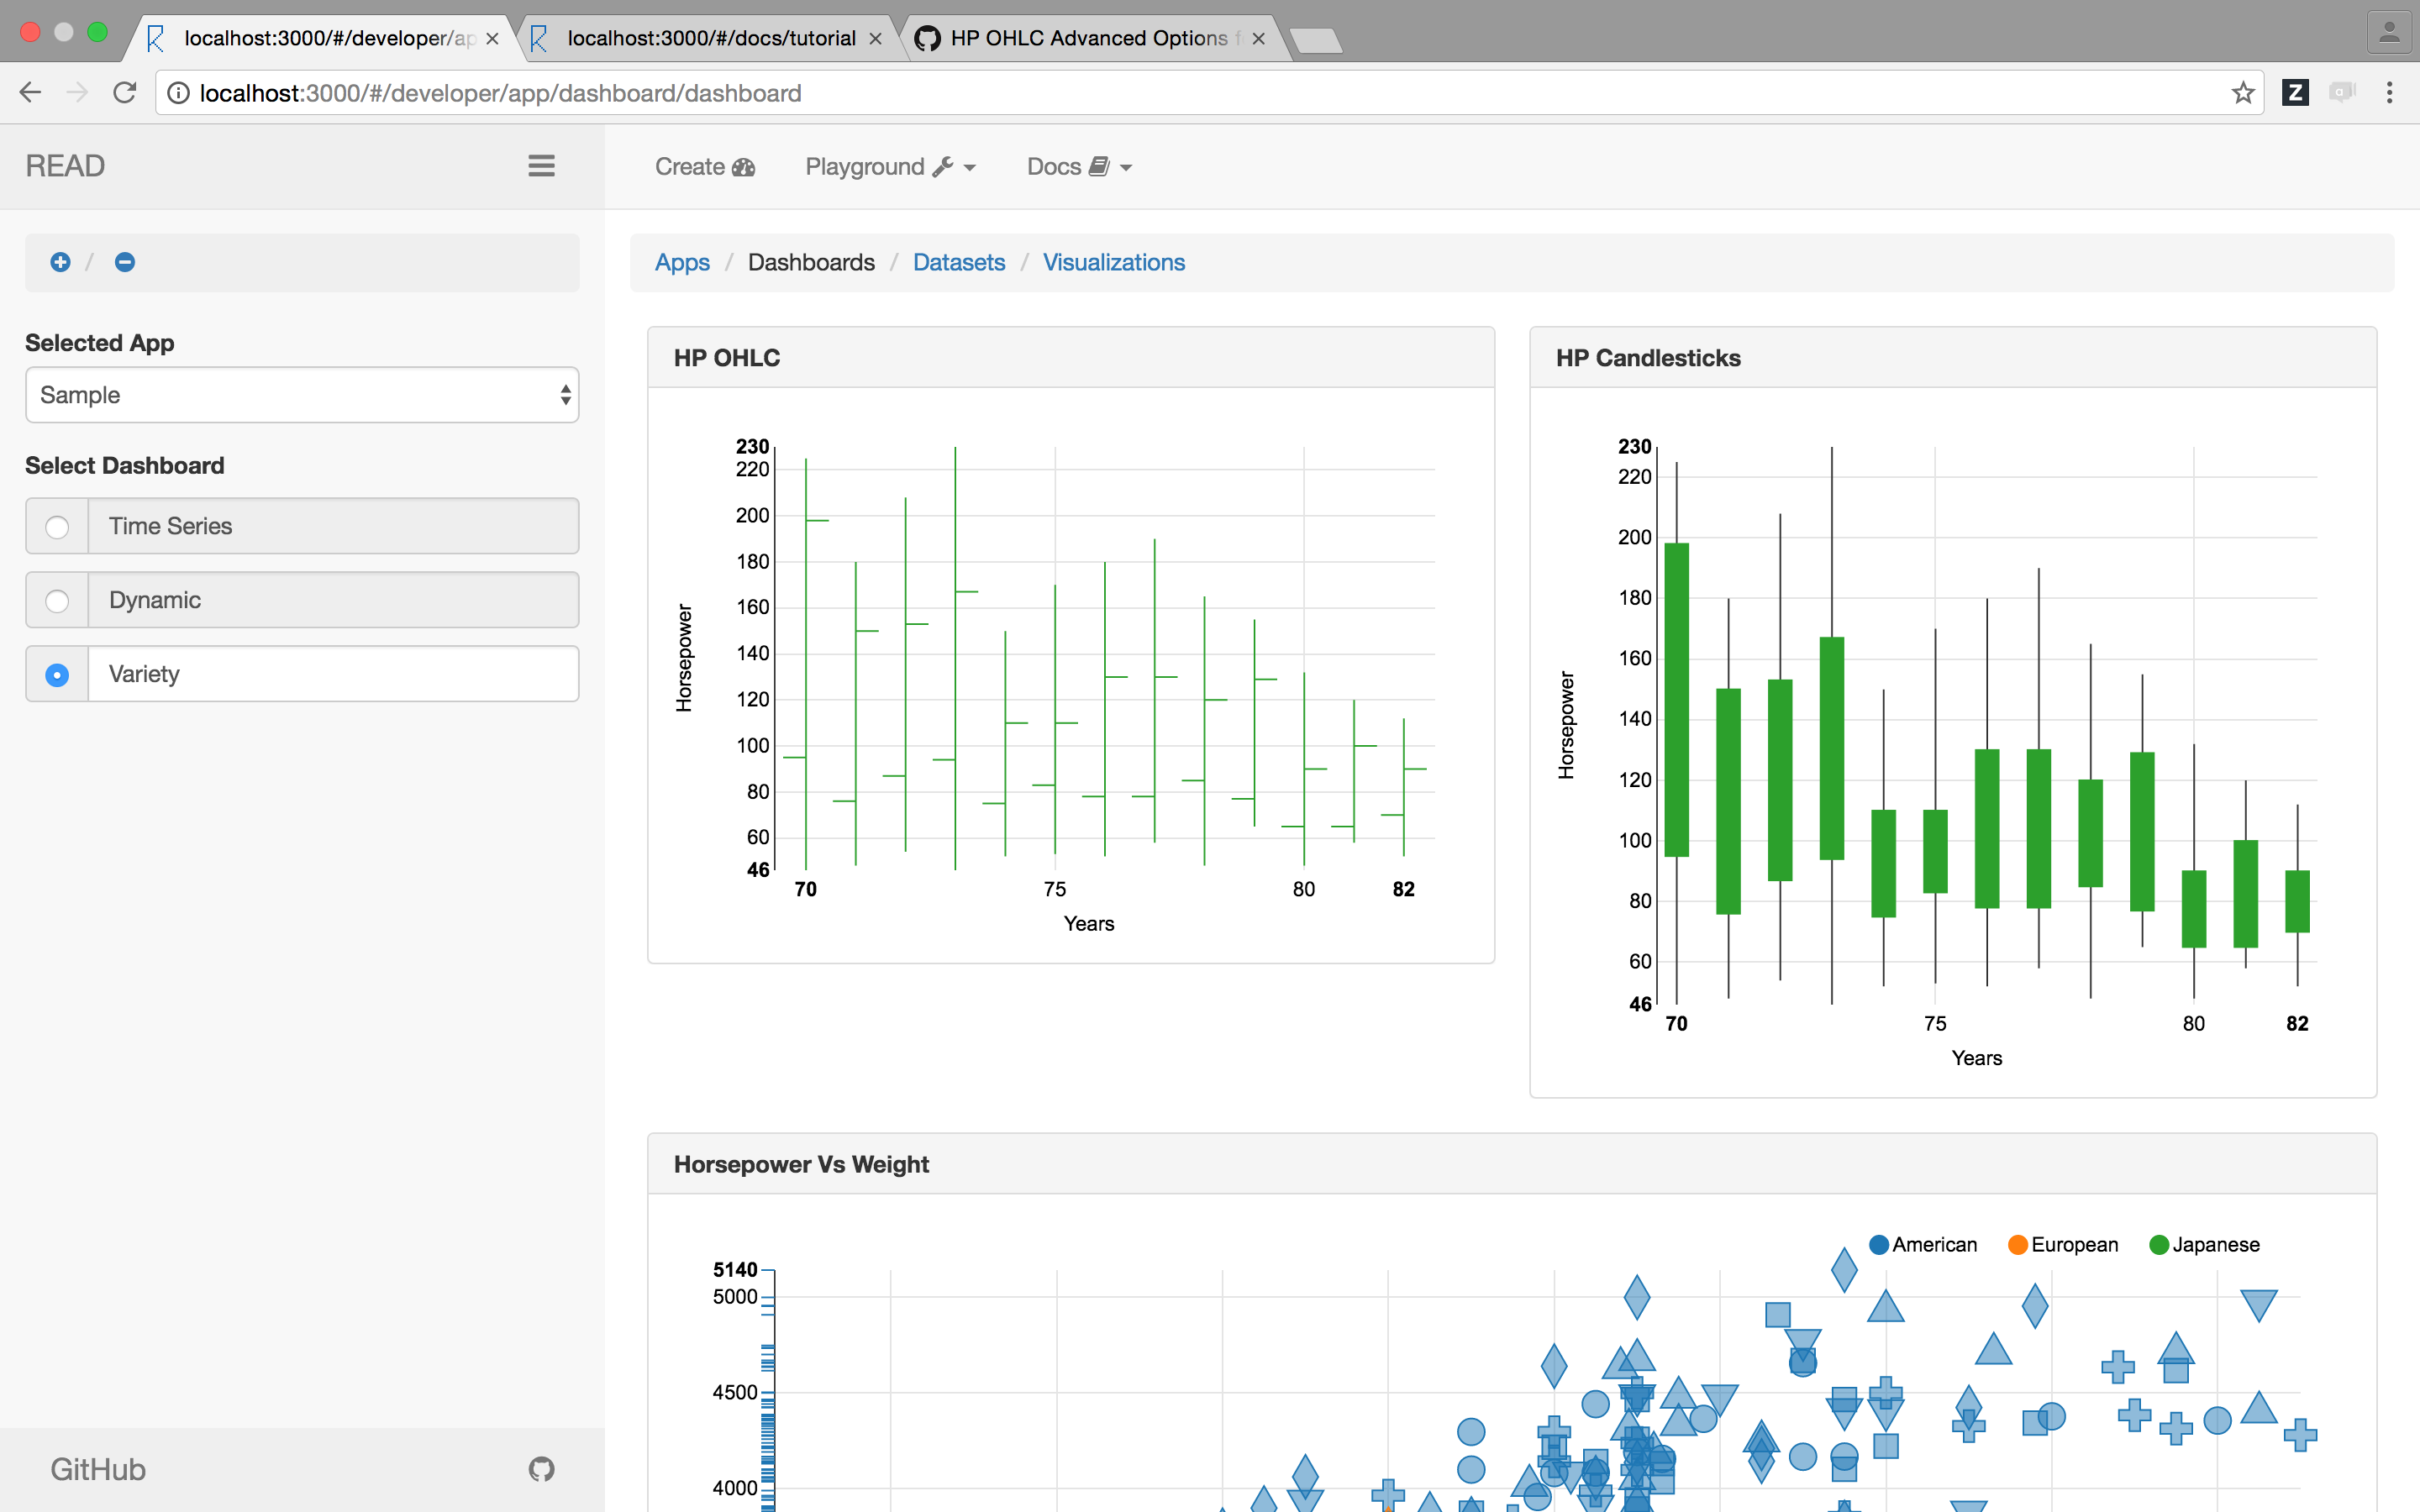 localhost:3000/#/developer/ap
localhost:3000/#/docs/tutorial
HP OHLC Advanced Options f
localhost:3000/#/developer/app/dashboard/dashboard
Z
a
READ
Create
Playground
Docs
/
Apps / Dashboards / Datasets / Visualizations
Selected App
Sample
Select Dashboard
Time Series
Dynamic
Variety
GitHub
HP OHLC
230
220
200
180
160
140
120
100
80
60
46
Horsepower
70 75 80 82
Years
HP Candlesticks
230
220
200
180
160
140
120
100
80
60
46
Horsepower
70 75 80 82
Years
Horsepower Vs Weight
American European Japanese
5140
5000
4500
4000